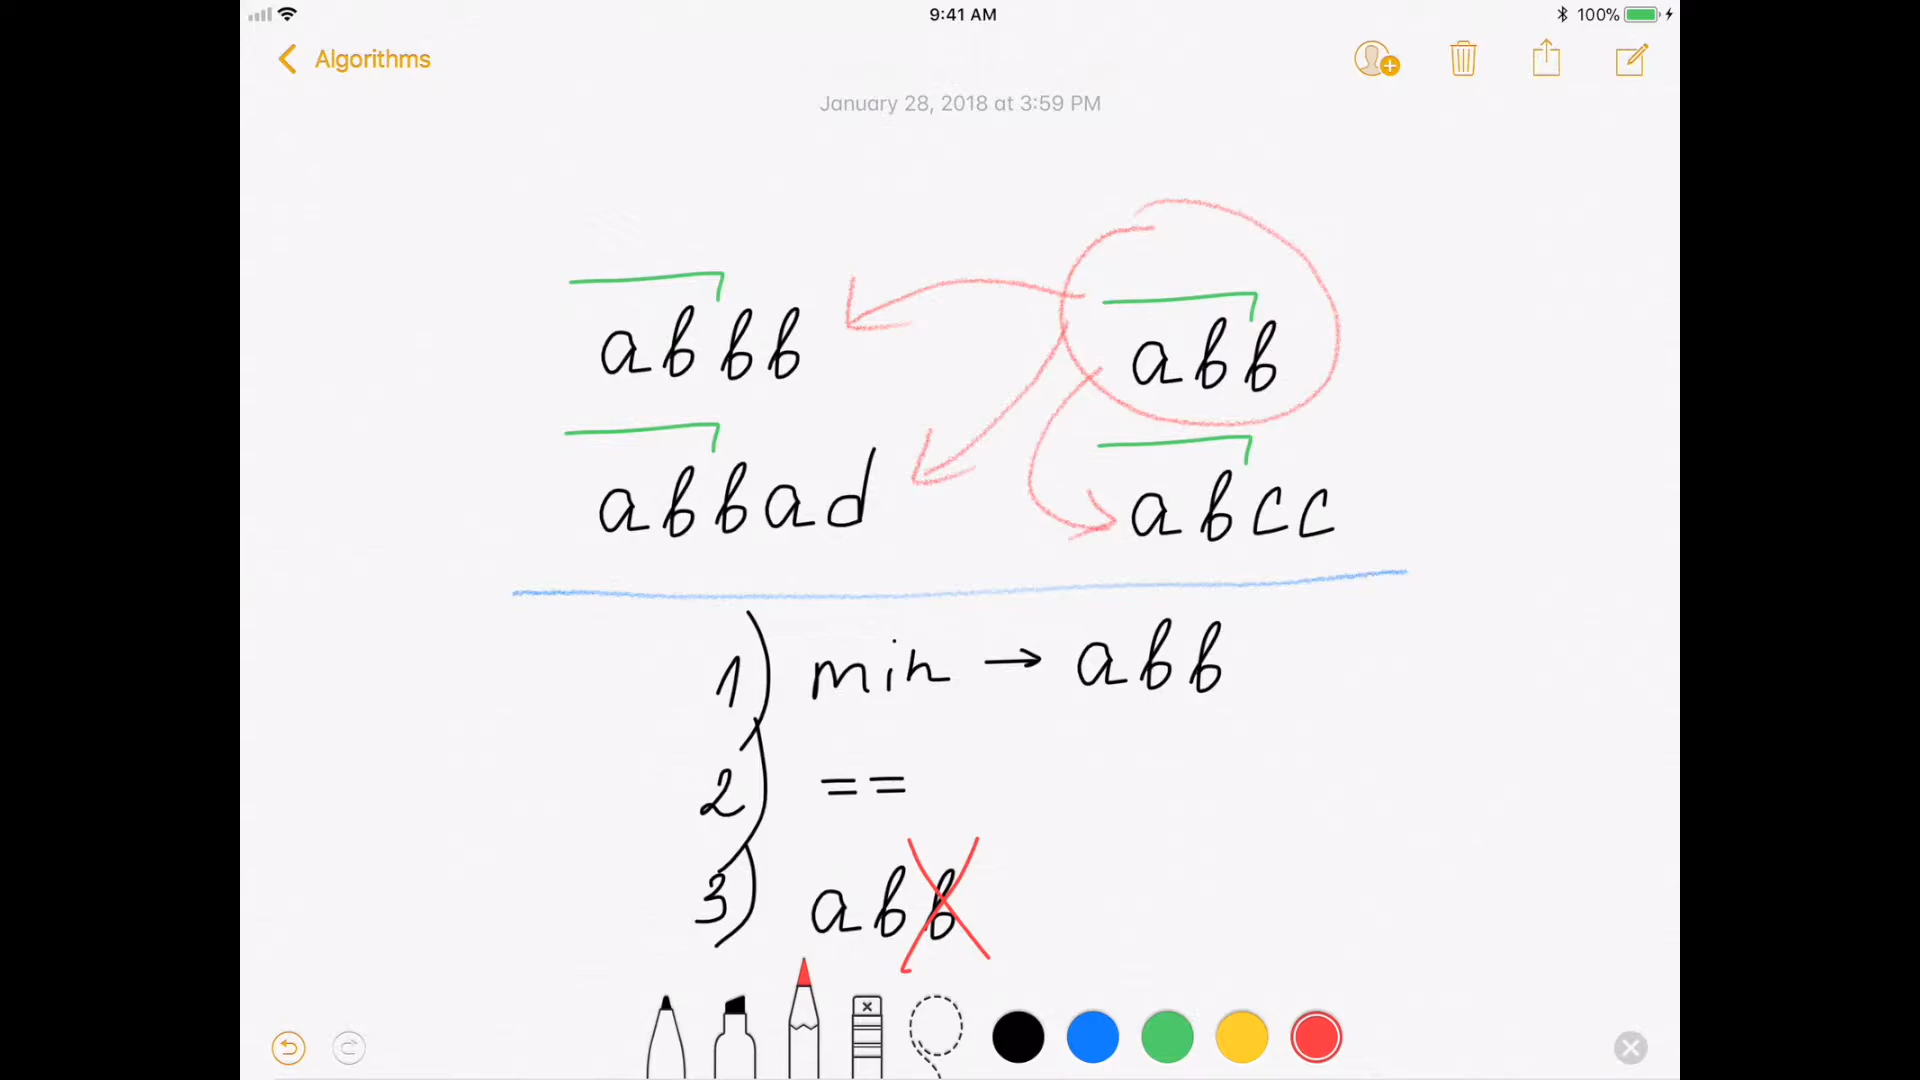 9:41 AM
100%
Algorithms
January 28, 2018 at 3:59 PM
abbb
abb
abbad
abcc
1) min → abb
2) ==
3) abb